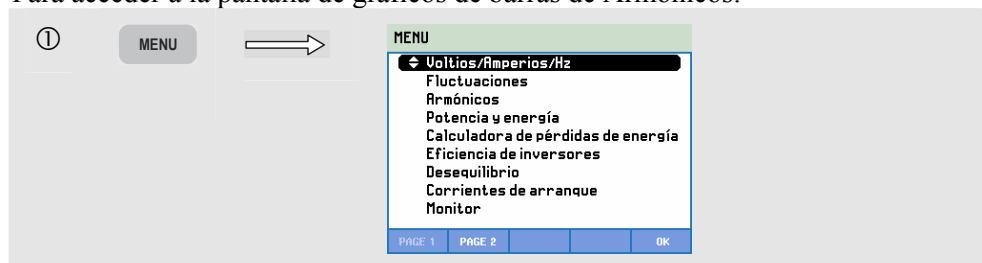 Para acceder a la pantalla de gráficos de barras de Armónicos:
① MENU
MENU
Voltios/Amperios/Hz
Fluctuaciones
Armónicos
Potencia y energía
Calculadora de pérdidas de energía
Eficiencia de inversores
Desequilibrio
Corrientes de arranque
Monitor
PAGE 1 PAGE 2 OK